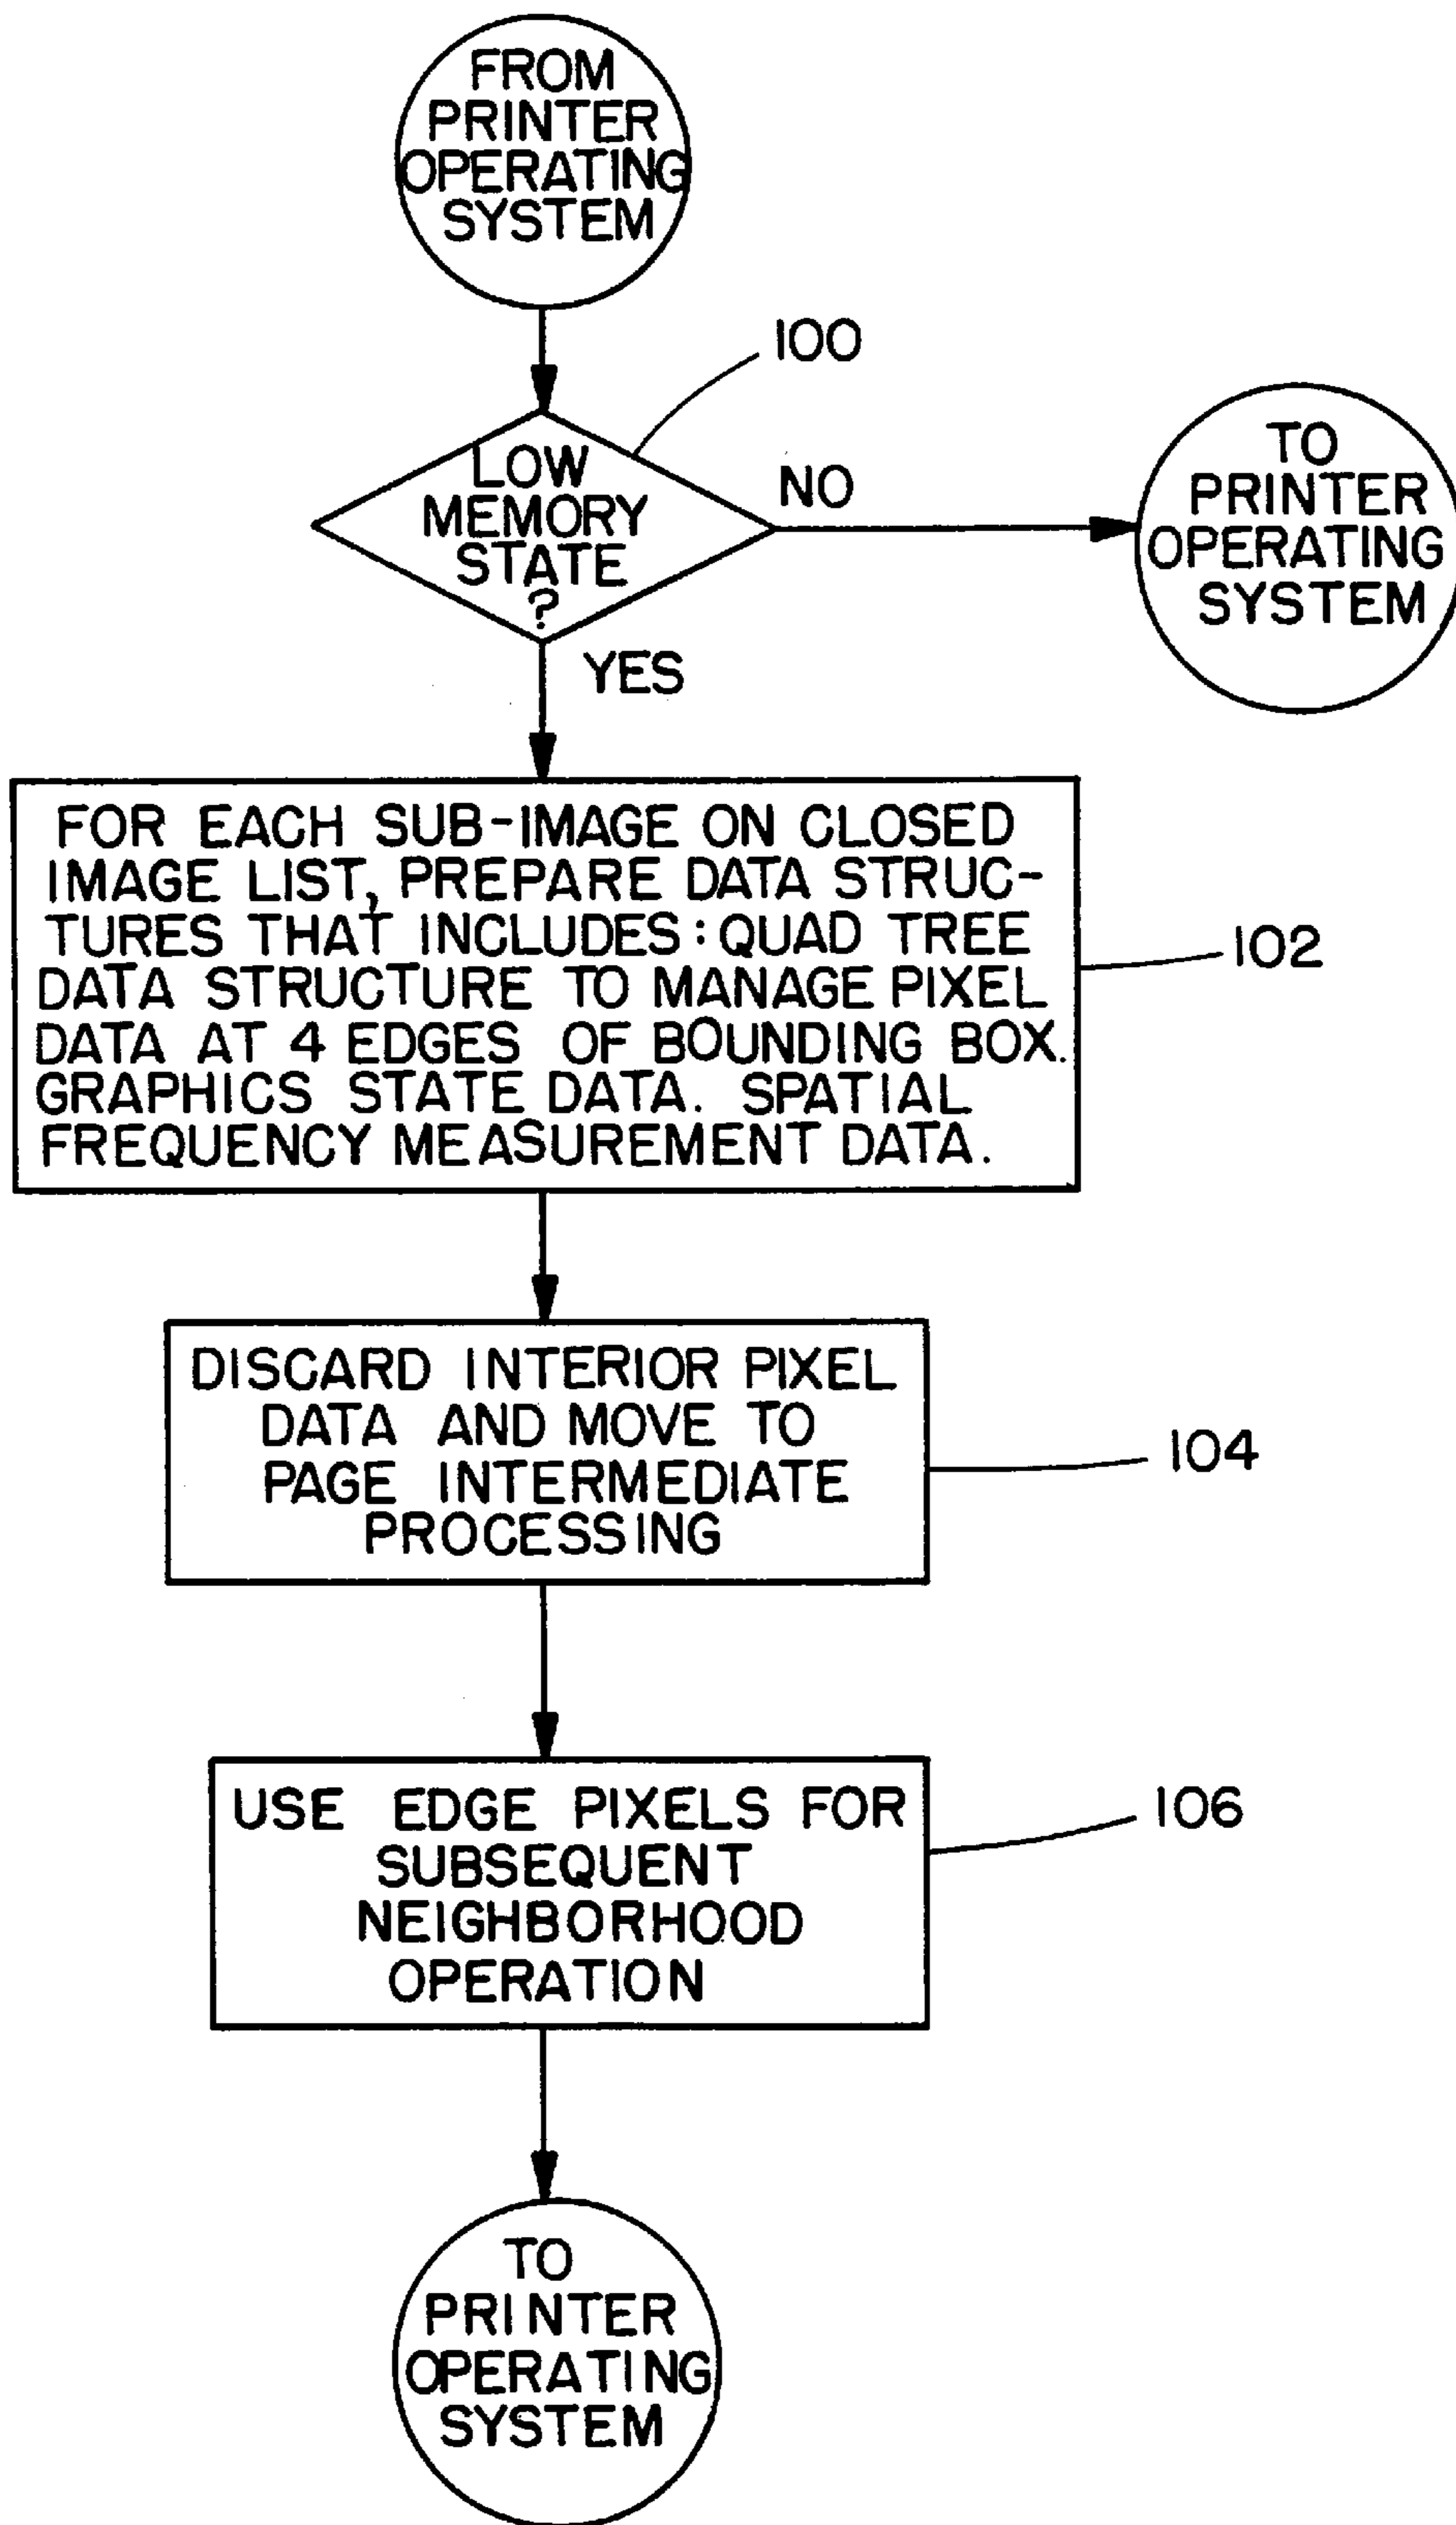 FROM
PRINTER
OPERATING
SYSTEM
100
LOW
MEMORY
STATE
?
NO
TO
PRINTER
OPERATING
SYSTEM
YES
FOR EACH SUB-IMAGE ON CLOSED
IMAGE LIST, PREPARE DATA STRUC-
TURES THAT INCLUDES: QUAD TREE
DATA STRUCTURE TO MANAGE PIXEL
DATA AT 4 EDGES OF BOUNDING BOX.
GRAPHICS STATE DATA. SPATIAL
FREQUENCY MEASUREMENT DATA.
102
DISCARD INTERIOR PIXEL
DATA AND MOVE TO
PAGE INTERMEDIATE
PROCESSING
104
USE EDGE PIXELS FOR
SUBSEQUENT
NEIGHBORHOOD
OPERATION
106
TO
PRINTER
OPERATING
SYSTEM